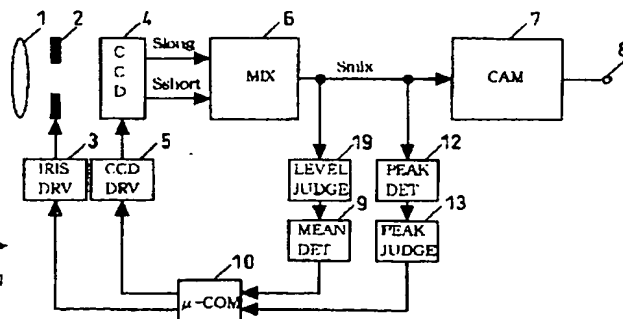 1 2 4 6 7 8
CCD
Slong
Sshort
MIX
Smix
CAM
3 5 19 12
IRIS DRV
CCD DRV
LEVEL JUDGE
PEAK DET
9 13
MEAN DET
PEAK JUDGE
10
μ-COM